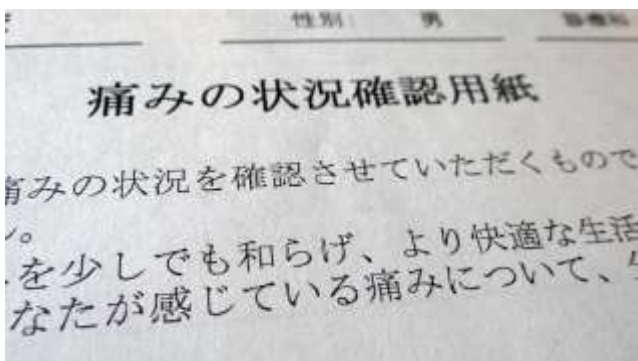 性別: 男
痛みの状況確認用紙
痛みの状況を確認させていただくもので
ん。
を少しでも和らげ、より快適な生活
なたが感じている痛みについて、